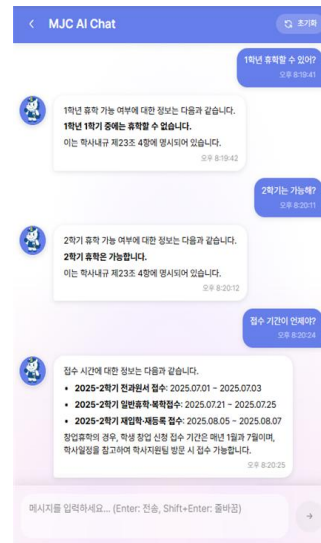 MJC AI Chat
초기화
1학년 휴학할 수 있어?
오후 8:19:41
1학년 휴학 가능 여부에 대한 정보는 다음과 같습니다.
1학년 1학기 중에는 휴학할 수 없습니다.
이는 학사내규 제23조 4항에 명시되어 있습니다.
오후 8:19:42
2학기는 가능해?
오후 8:20:11
2학기 휴학 가능 여부에 대한 정보는 다음과 같습니다.
2학기 휴학은 가능합니다.
이는 학사내규 제23조 4항에 명시되어 있습니다.
오후 8:20:12
접수 기간이 언제야?
오후 8:20:24
접수 시간에 대한 정보는 다음과 같습니다.
• 2025-2학기 전과원서 접수: 2025.07.01 – 2025.07.03
• 2025-2학기 일반휴학·복학접수: 2025.07.21 – 2025.07.25
• 2025-2학기 재입학·재등록 접수: 2025.08.05 – 2025.08.07
창업휴학의 경우, 학생 창업 신청 접수 기간은 매년 1월과 7월이며,
학사일정을 참고하여 학사지원팀 방문 시 접수 가능합니다.
오후 8:20:25
메시지를 입력하세요... (Enter: 전송, Shift+Enter: 줄바꿈)